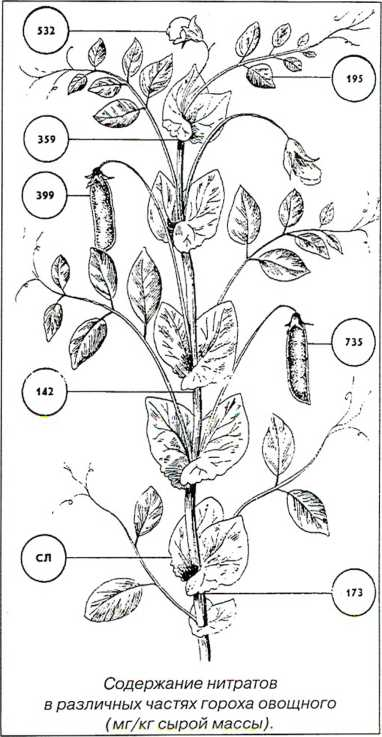 532
195
359
399
735
142
СЛ
173
Содержание нитратов
в различных частях гороха овощного
(мг/кг сырой массы).